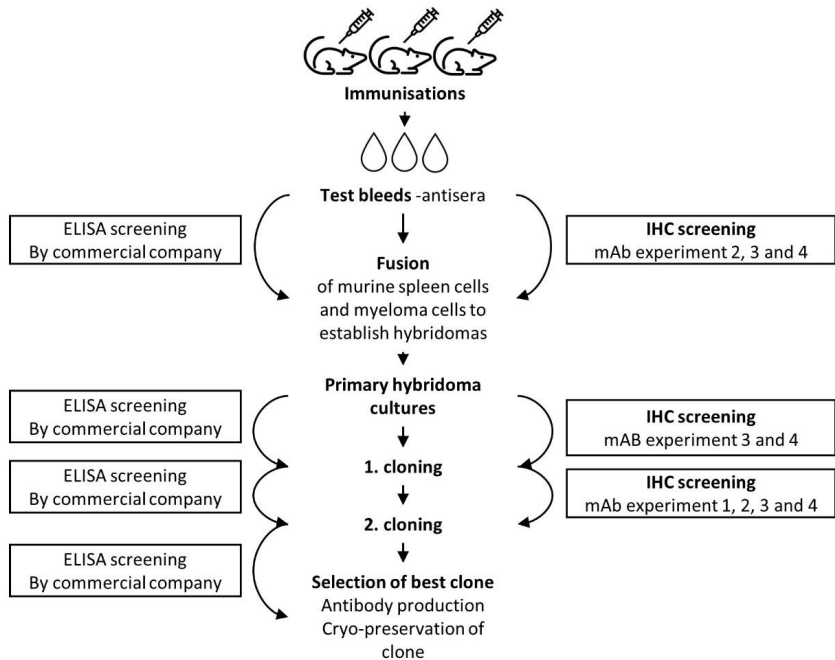 Immunisations
Test bleeds -antisera
ELISA screening
By commercial company
IHC screening
mAb experiment 2, 3 and 4
Fusion
of murine spleen cells
and myeloma cells to
establish hybridomas
Primary hybridoma
cultures
ELISA screening
By commercial company
IHC screening
mAB experiment 3 and 4
1. cloning
ELISA screening
By commercial company
IHC screening
mAb experiment 1, 2, 3 and 4
2. cloning
ELISA screening
By commercial company
Selection of best clone
Antibody production
Cryo-preservation of
clone